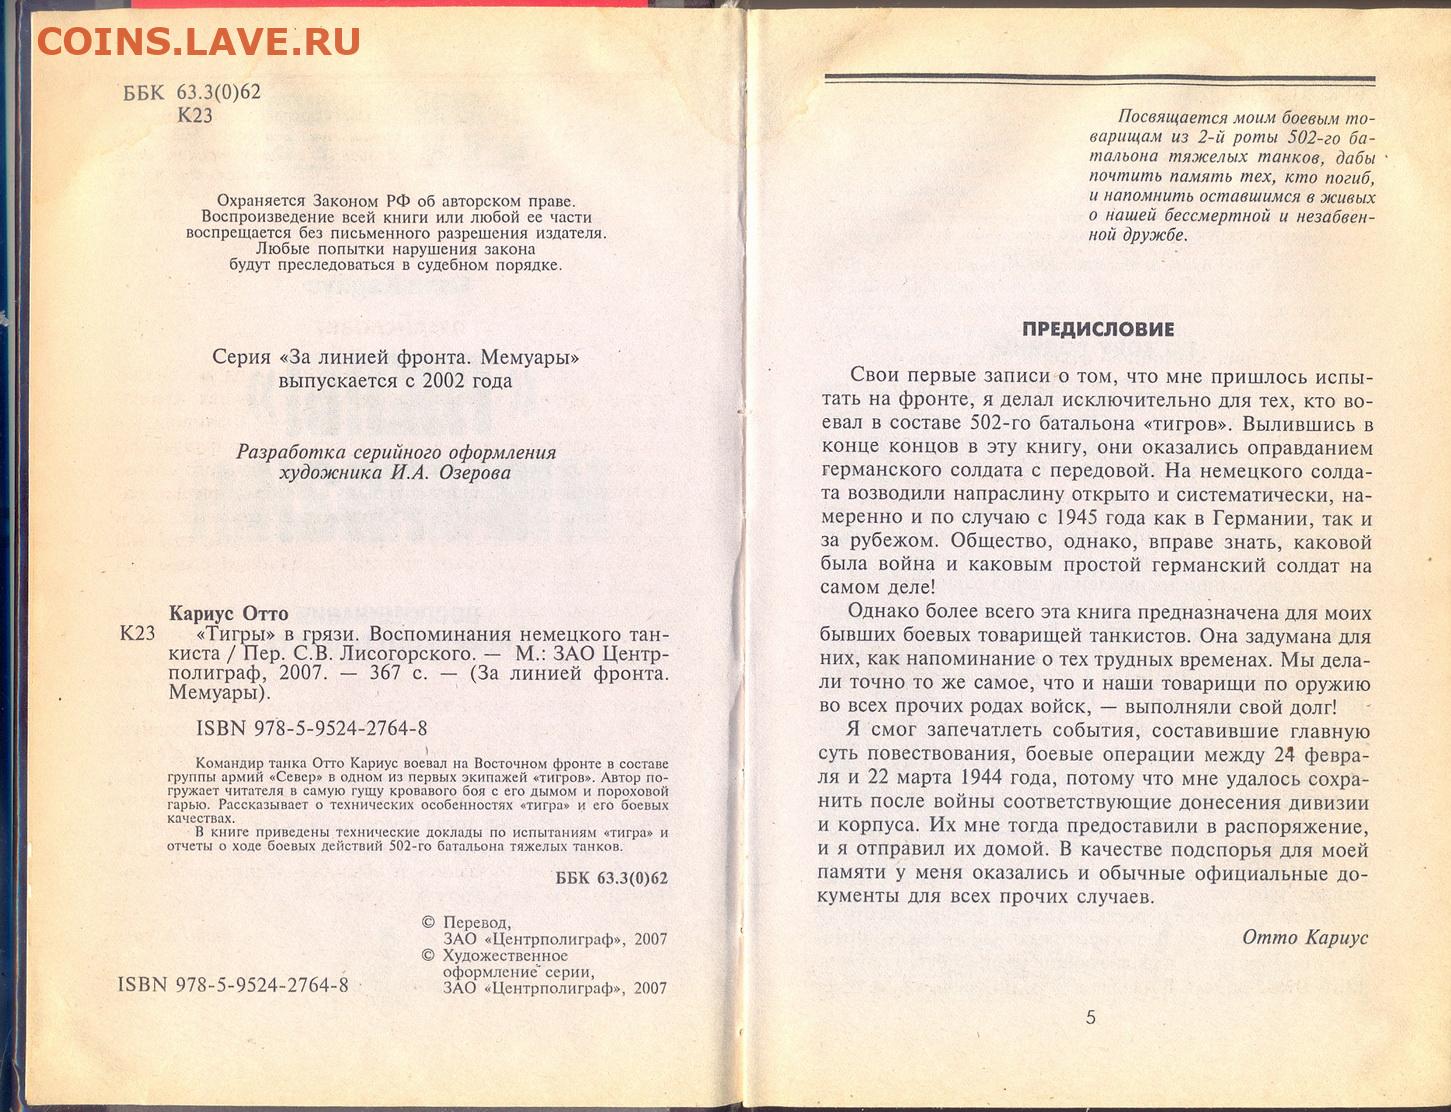 COINS.LAVE.RU
ББК 63.3(0)62
К23
Охраняется Законом РФ об авторском праве.
Воспроизведение всей книги или любой ее части
воспрещается без письменного разрешения издателя.
Любые попытки нарушения закона
будут преследоваться в судебном порядке.
Серия «За линией фронта. Мемуары»
выпускается с 2002 года
Разработка серийного оформления
художника И.А. Озерова
Кариус Отто
К23 «Тигры» в грязи. Воспоминания немецкого тан-
киста / Пер. С.В. Лисогорского. — М.: ЗАО Центр-
полиграф, 2007. — 367 с. — (За линией фронта.
Мемуары).
ISBN 978-5-9524-2764-8
Командир танка Отто Кариус воевал на Восточном фронте в составе
группы армий «Север» в одном из первых экипажей «тигров». Автор по-
гружает читателя в самую гущу кровавого боя с его дымом и пороховой
гарью. Рассказывает о технических особенностях «тигра» и его боевых
качествах.
В книге приведены технические доклады по испытаниям «тигра» и
отчеты о ходе боевых действий 502-го батальона тяжелых танков.
ББК 63.3(0)62
© Перевод,
ЗАО «Центрполиграф», 2007
© Художественное
оформление серии,
ЗАО «Центрполиграф», 2007
ISBN 978-5-9524-2764-8
Посвящается моим боевым то-
варищам из 2-й роты 502-го ба-
тальона тяжелых танков, дабы
почтить память тех, кто погиб,
и напомнить оставшимся в живых
о нашей бессмертной и незабвен-
ной дружбе.
ПРЕДИСЛОВИЕ
Свои первые записи о том, что мне пришлось испы-
тать на фронте, я делал исключительно для тех, кто во-
евал в составе 502-го батальона «тигров». Вылившись в
конце концов в эту книгу, они оказались оправданием
германского солдата с передовой. На немецкого солда-
та возводили напраслину открыто и систематически, на-
меренно и по случаю с 1945 года как в Германии, так и
за рубежом. Общество, однако, вправе знать, каковой
была война и каковым простой германский солдат на
самом деле!
Однако более всего эта книга предназначена для моих
бывших боевых товарищей танкистов. Она задумана для
них, как напоминание о тех трудных временах. Мы дела-
ли точно то же самое, что и наши товарищи по оружию
во всех прочих родах войск, — выполняли свой долг!
Я смог запечатлеть события, составившие главную
суть повествования, боевые операции между 24 февра-
ля и 22 марта 1944 года, потому что мне удалось сохра-
нить после войны соответствующие донесения дивизии
и корпуса. Их мне тогда предоставили в распоряжение,
и я отправил их домой. В качестве подспорья для моей
памяти у меня оказались и обычные официальные до-
кументы для всех прочих случаев.
Отто Кариус
5